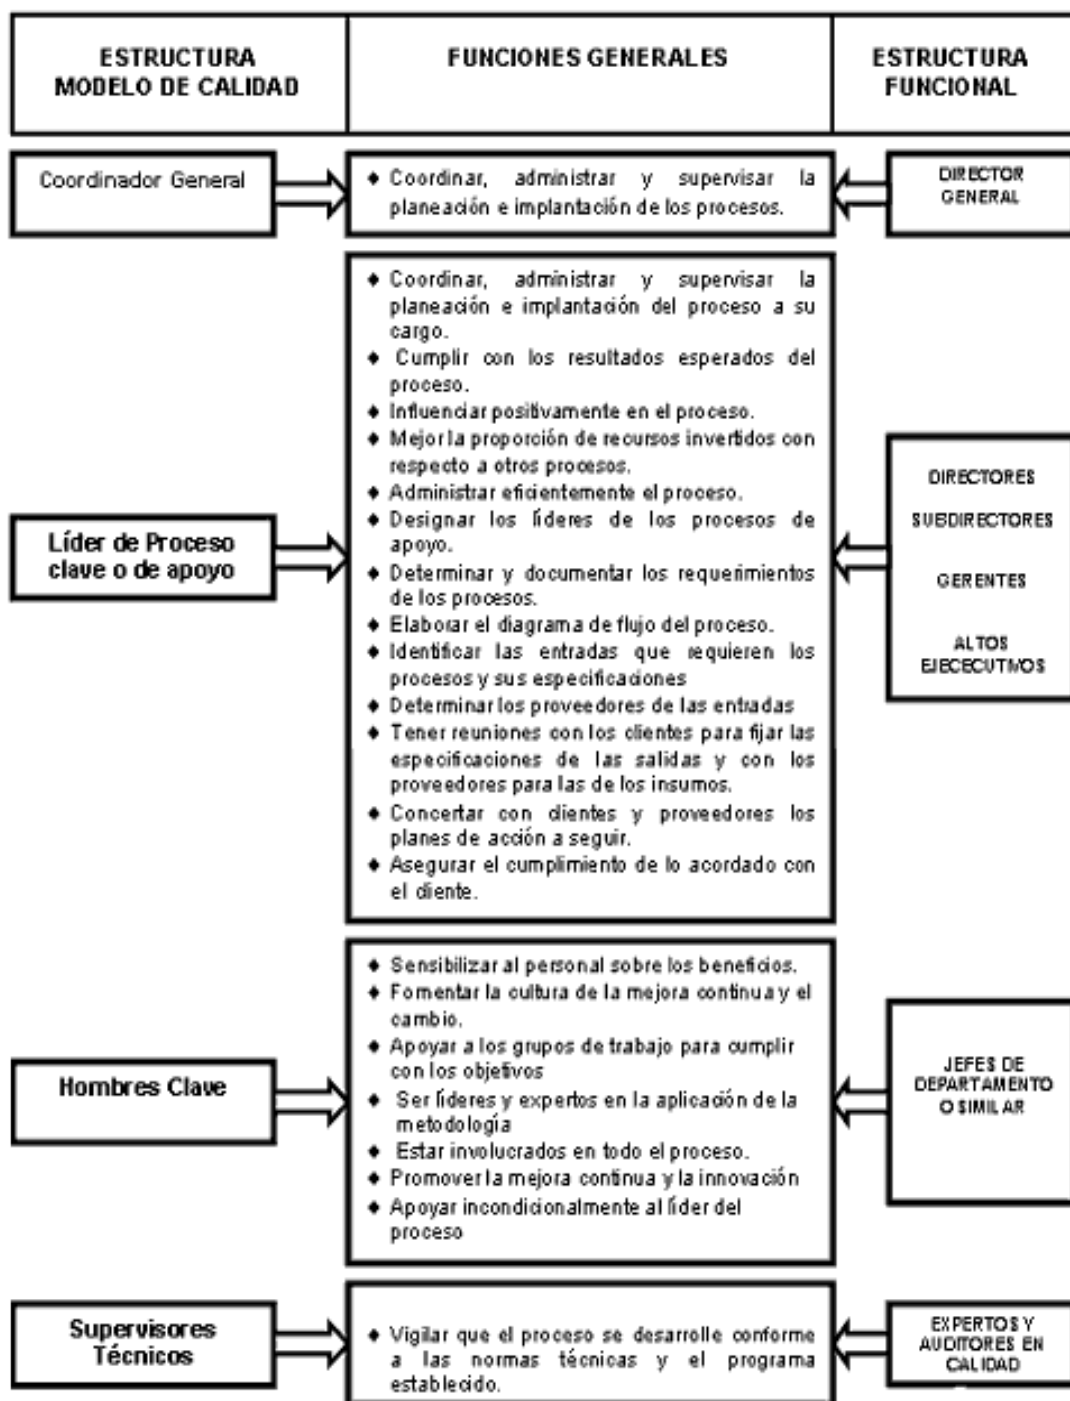 ESTRUCTURA
MODELO DE CALIDAD
FUNCIONES GENERALES
ESTRUCTURA
FUNCIONAL
Coordinador General
♦ Coordinar, administrar y supervisar la
planeación e implantación de los procesos.
DIRECTOR
GENERAL
Líder de Proceso
clave o de apoyo
♦ Coordinar, administrar y supervisar la
planeación e implantación del proceso a su
cargo.
♦ Cumplir con los resultados esperados del
proceso.
♦ Influenciar positivamente en el proceso.
♦ Mejor la proporción de recursos invertidos con
respecto a otros procesos.
♦ Administrar eficientemente el proceso.
♦ Designar los líderes de los procesos de
apoyo.
♦ Determinar y documentar los requerimientos
de los procesos.
♦ Elaborar el diagrama de flujo del proceso.
♦ Identificar las entradas que requieren los
procesos y sus especificaciones
♦ Determinar los proveedores de las entradas
♦ Tener reuniones con los clientes para fijar las
especificaciones de las salidas y con los
proveedores para las de los insumos.
♦ Concertar con clientes y proveedores los
planes de acción a seguir.
♦ Asegurar el cumplimiento de lo acordado con
el cliente.
DIRECTORES
SUBDIRECTORES
GERENTES
ALTOS
EJECECUTIVOS
Hombres Clave
♦ Sensibilizar al personal sobre los beneficios.
♦ Fomentar la cultura de la mejora continua y el
cambio.
♦ Apoyar a los grupos de trabajo para cumplir
con los objetivos
♦ Ser líderes y expertos en la aplicación de la
metodología
♦ Estar involucrados en todo el proceso.
♦ Promover la mejora continua y la innovación
♦ Apoyar incondicionalmente al líder del
proceso
JEFES DE
DEPARTAMENTO
O SIMILAR
Supervisores
Técnicos
♦ Vigilar que el proceso se desarrolle conforme
a las normas técnicas y el programa
establecido.
EXPERTOS Y
AUDITORES EN
CALIDAD